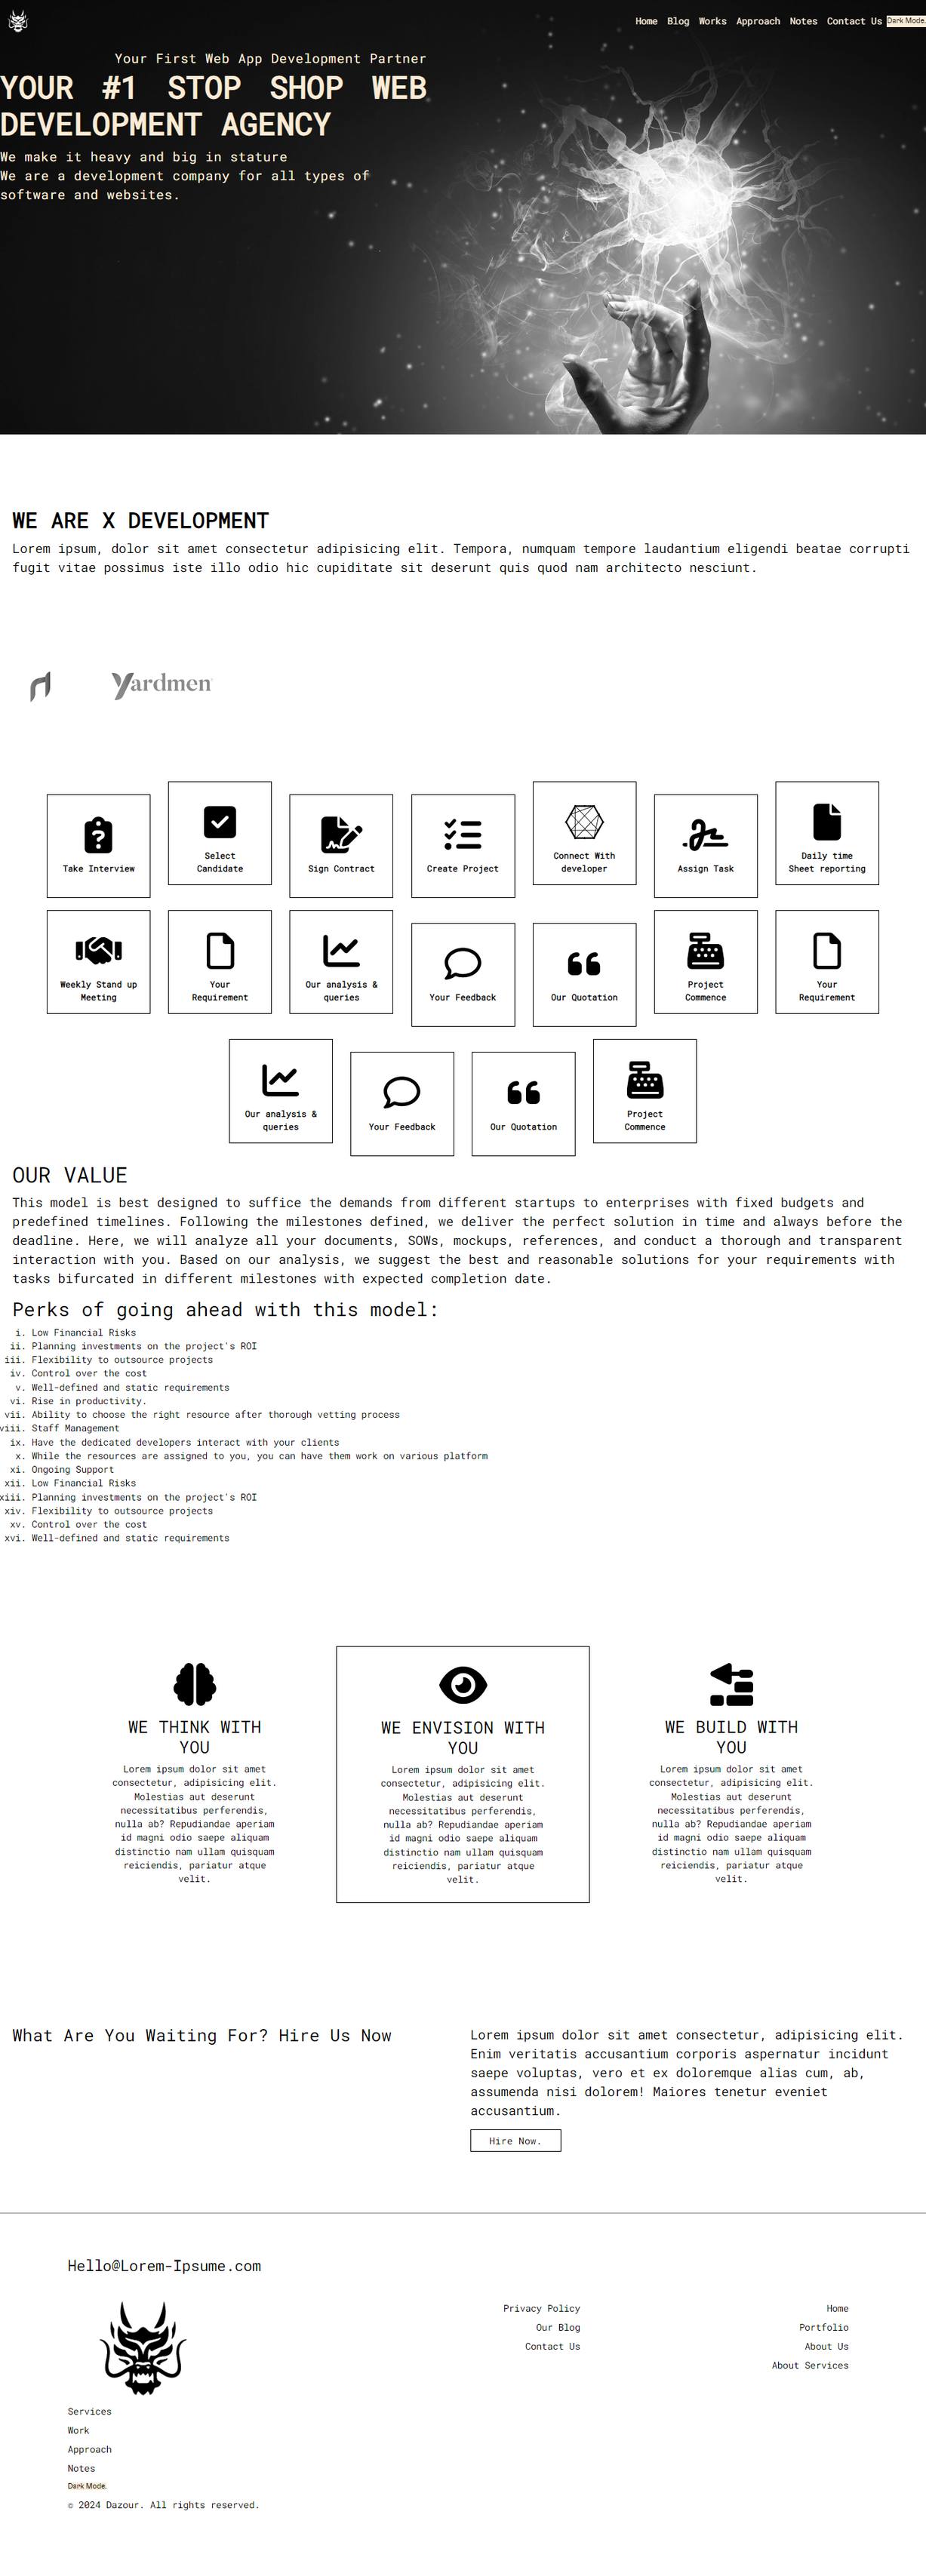 Home Blog Works Approach Notes Contact Us Dark Mode.
Your First Web App Development Partner
YOUR #1 STOP SHOP WEB
DEVELOPMENT AGENCY
We make it heavy and big in stature
We are a development company for all types of
software and websites.
WE ARE X DEVELOPMENT
Lorem ipsum, dolor sit amet consectetur adipisicing elit. Tempora, numquam tempore laudantium eligendi beatae corrupti
fugit vitae possimus iste illo odio hic cupiditate sit deserunt quis quod nam architecto nesciunt.
Yardmen
Take Interview
Select
Candidate
Sign Contract
Create Project
Connect With
developer
Assign Task
Daily time
Sheet reporting
Weekly Stand up
Meeting
Your
Requirement
Our analysis &
queries
Your Feedback
Our Quotation
Project
Commence
Your
Requirement
Our analysis &
queries
Your Feedback
Our Quotation
Project
Commence
OUR VALUE
This model is best designed to suffice the demands from different startups to enterprises with fixed budgets and
predefined timelines. Following the milestones defined, we deliver the perfect solution in time and always before the
deadline. Here, we will analyze all your documents, SOWs, mockups, references, and conduct a thorough and transparent
interaction with you. Based on our analysis, we suggest the best and reasonable solutions for your requirements with
tasks bifurcated in different milestones with expected completion date.
Perks of going ahead with this model:
i. Low Financial Risks
ii. Planning investments on the project's ROI
iii. Flexibility to outsource projects
iv. Control over the cost
v. Well-defined and static requirements
vi. Rise in productivity.
vii. Ability to choose the right resource after thorough vetting process
viii. Staff Management
ix. Have the dedicated developers interact with your clients
x. While the resources are assigned to you, you can have them work on various platform
xi. Ongoing Support
xii. Low Financial Risks
xiii. Planning investments on the project's ROI
xiv. Flexibility to outsource projects
xv. Control over the cost
xvi. Well-defined and static requirements
WE THINK WITH
YOU
Lorem ipsum dolor sit amet
consectetur, adipisicing elit.
Molestias aut deserunt
necessitatibus perferendis,
nulla ab? Repudiandae aperiam
id magni odio saepe aliquam
distinctio nam ullam quisquam
reiciendis, pariatur atque
velit.
WE ENVISION WITH
YOU
Lorem ipsum dolor sit amet
consectetur, adipisicing elit.
Molestias aut deserunt
necessitatibus perferendis,
nulla ab? Repudiandae aperiam
id magni odio saepe aliquam
distinctio nam ullam quisquam
reiciendis, pariatur atque
velit.
WE BUILD WITH
YOU
Lorem ipsum dolor sit amet
consectetur, adipisicing elit.
Molestias aut deserunt
necessitatibus perferendis,
nulla ab? Repudiandae aperiam
id magni odio saepe aliquam
distinctio nam ullam quisquam
reiciendis, pariatur atque
velit.
What Are You Waiting For? Hire Us Now
Lorem ipsum dolor sit amet consectetur, adipisicing elit.
Enim veritatis accusantium corporis aspernatur incidunt
saepe voluptas, vero et ex doloremque alias cum, ab,
assumenda nisi dolorem! Maiores tenetur eveniet
accusantium.
Hire Now.
Hello@Lorem-Ipsume.com
Services
Work
Approach
Notes
Dark Mode.
© 2024 Dazour. All rights reserved.
Privacy Policy
Our Blog
Contact Us
Home
Portfolio
About Us
About Services